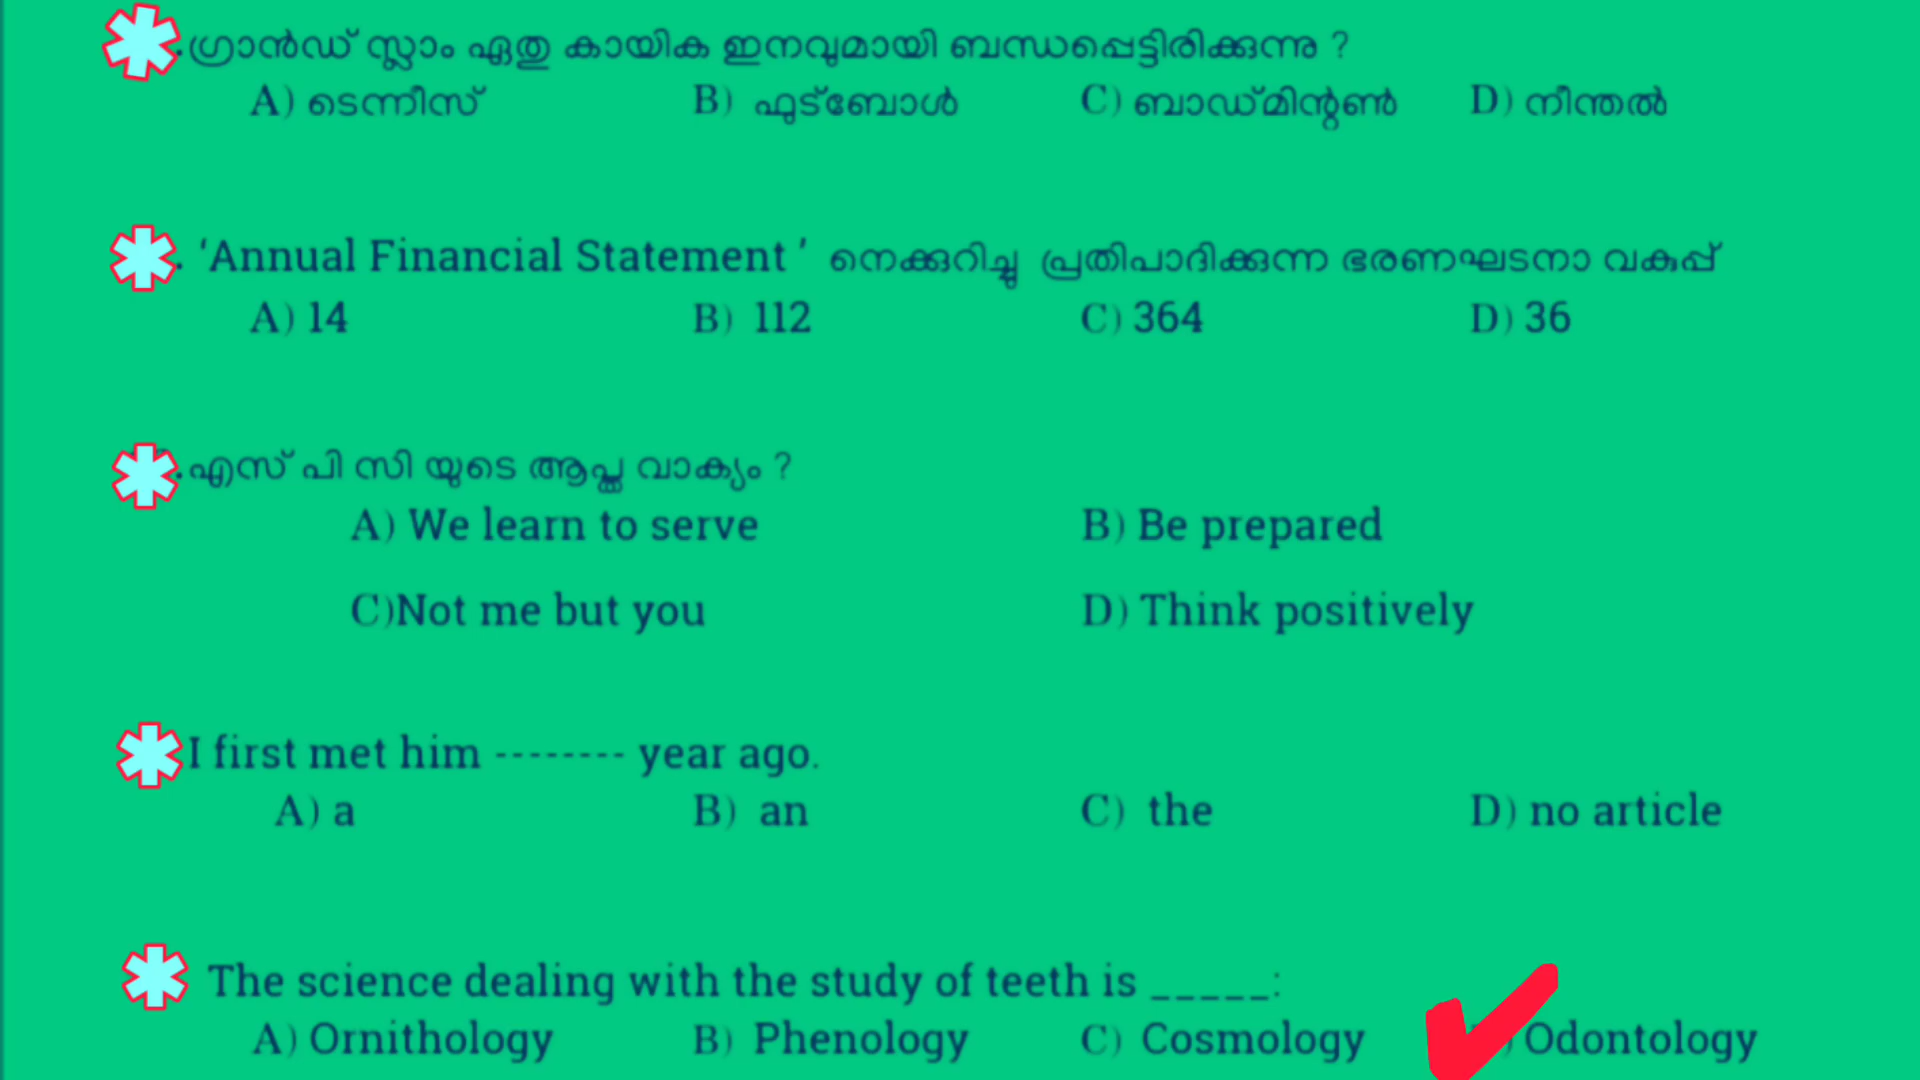 .ഗ്രാൻഡ് സ്ലാം ഏതു കായിക ഇനവുമായി ബന്ധപ്പെട്ടിരിക്കുന്നു ?
A) ടെന്നീസ് B) ഫുട്ബോൾ C) ബാഡ്മിന്റൺ D) നീന്തൽ
. ‘Annual Financial Statement ’ നെക്കുറിച്ചു പ്രതിപാദിക്കുന്ന ഭരണഘടനാ വകുപ്പ്
A) 14 B) 112 C) 364 D) 36
.എസ് പി സി യുടെ ആപ്ത വാക്യം ?
A) We learn to serve B) Be prepared
C)Not me but you D) Think positively
I first met him -------- year ago.
A) a B) an C) the D) no article
The science dealing with the study of teeth is _____:
A) Ornithology B) Phenology C) Cosmology ) Odontology